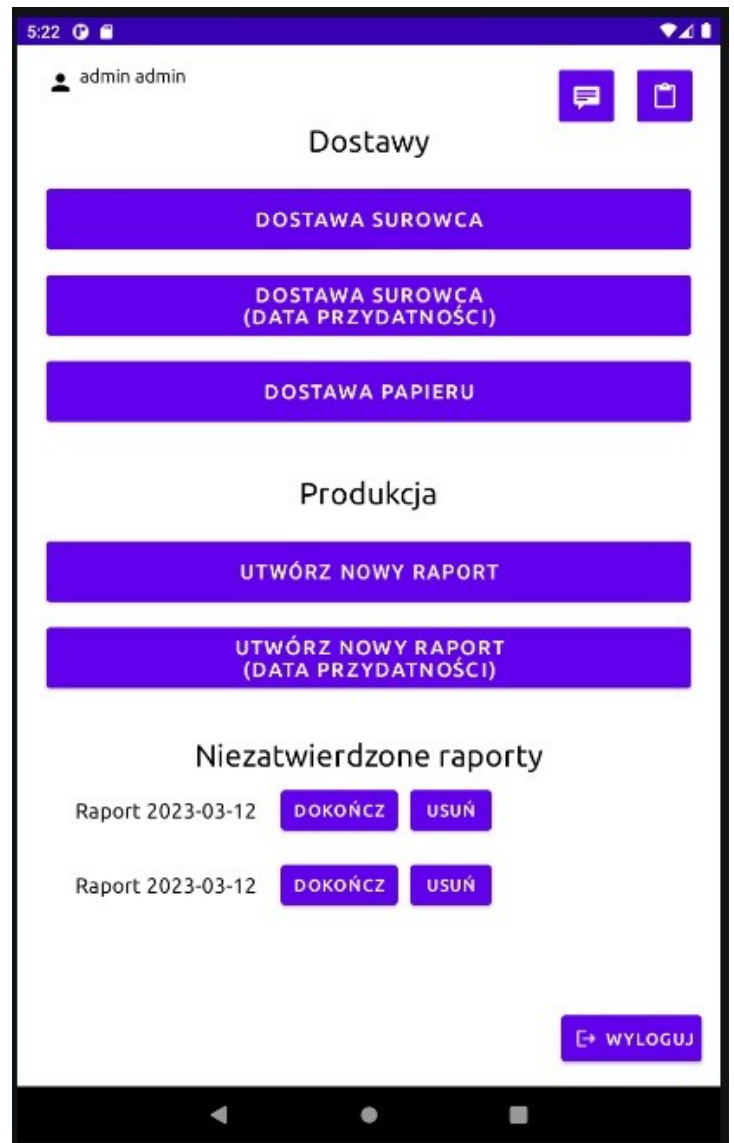 5:22
admin admin
Dostawy
DOSTAWA SUROWCA
DOSTAWA SUROWCA
(DATA PRZYDATNOŚCI)
DOSTAWA PAPIERU
Produkcja
UTWÓRZ NOWY RAPORT
UTWÓRZ NOWY RAPORT
(DATA PRZYDATNOŚCI)
Niezatwierdzone raporty
Raport 2023-03-12 DOKOŃCZ USUŃ
Raport 2023-03-12 DOKOŃCZ USUŃ
WYLOGUJ